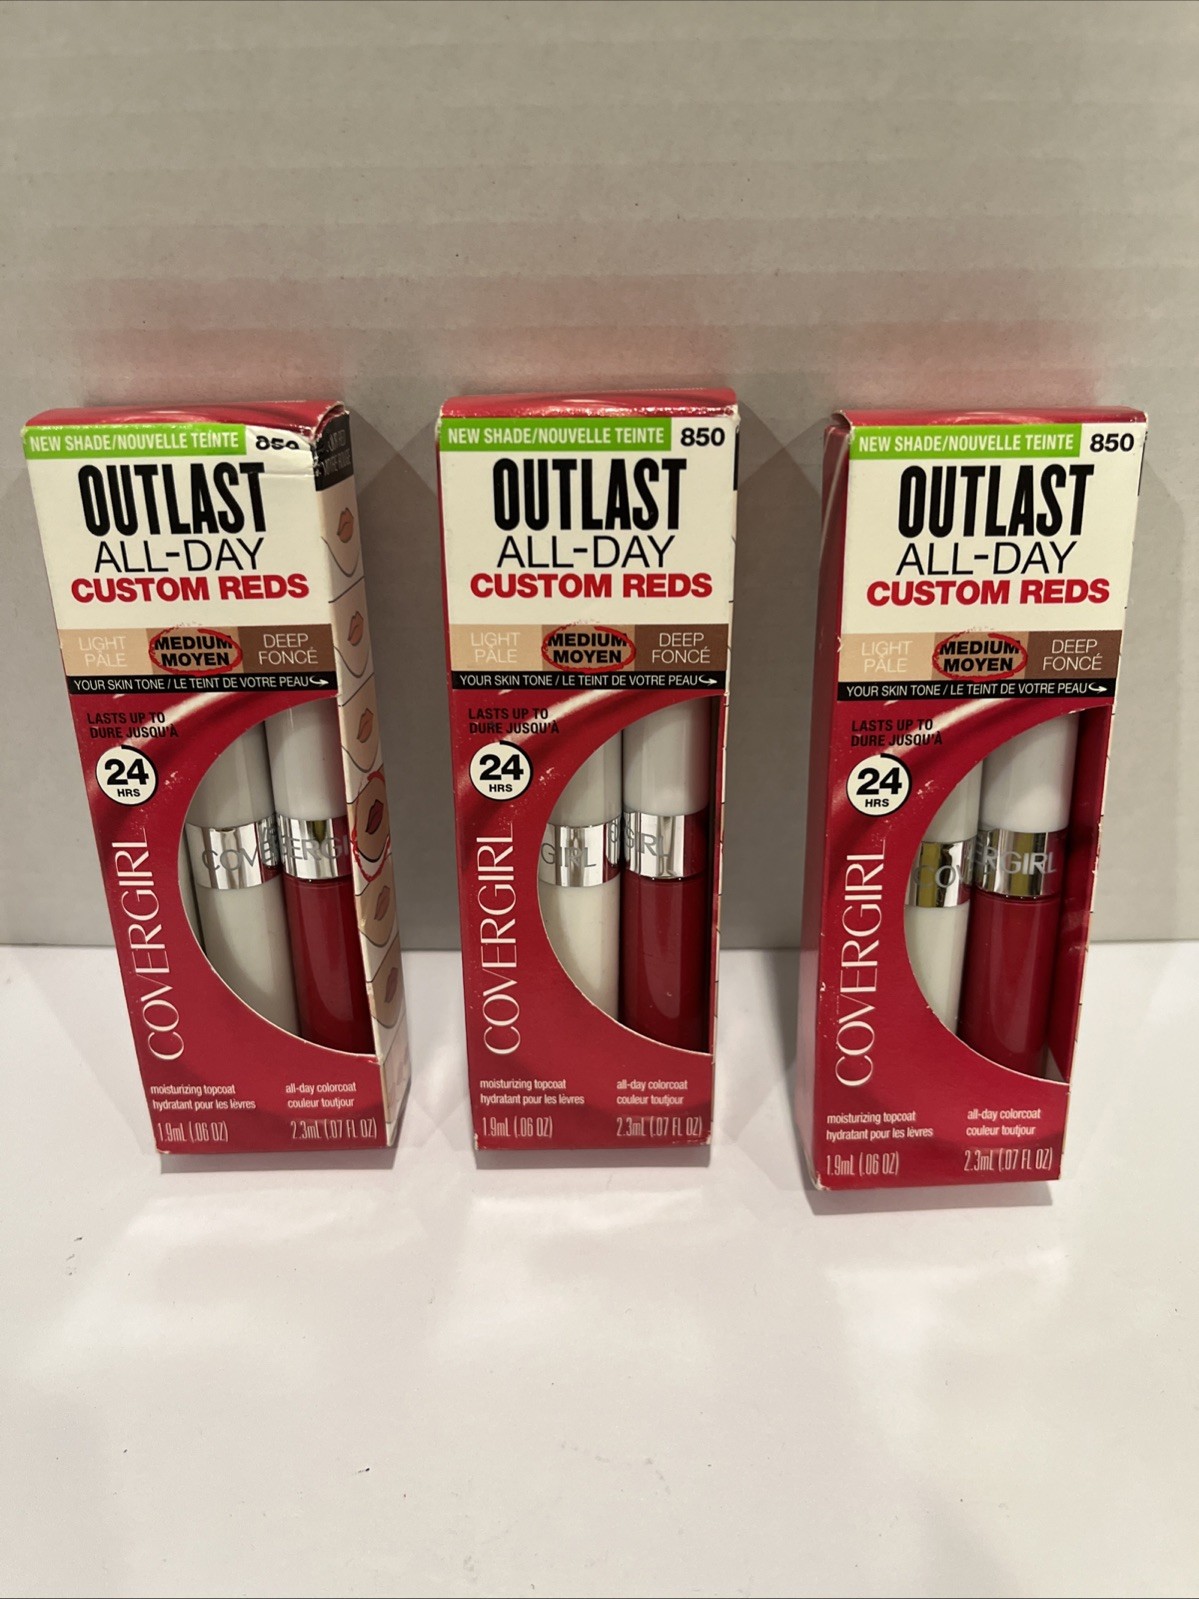 NEW SHADE/NOUVELLE TEINTE 850
OUTLAST
ALL-DAY
CUSTOM REDS
LIGHT MEDIUM DEEP
PÂLE MOYEN FONCÉ
YOUR SKIN TONE / LE TEINT DE VOTRE PEAU
LASTS UP TO
DURE JUSQU'À
24
HRS
COVERGIRL
COVE
ERGI
moisturizing topcoat all-day colorcoat
hydratant pour les lèvres couleur toutjour
1.9mL (.06 OZ) 2.3mL (.07 FL OZ)
NEW SHADE/NOUVELLE TEINTE 850
OUTLAST
ALL-DAY
CUSTOM REDS
LIGHT MEDIUM DEEP
PÂLE MOYEN FONCÉ
YOUR SKIN TONE / LE TEINT DE VOTRE PEAU
LASTS UP TO
DURE JUSQU'À
24
HRS
COVERGIRL
GIRL
GIRL
moisturizing topcoat all-day colorcoat
hydratant pour les lèvres couleur toutjour
1.9mL (.06 OZ) 2.3mL (.07 FL OZ)
NEW SHADE/NOUVELLE TEINTE 850
OUTLAST
ALL-DAY
CUSTOM REDS
LIGHT MEDIUM DEEP
PÂLE MOYEN FONCÉ
YOUR SKIN TONE / LE TEINT DE VOTRE PEAU
LASTS UP TO
DURE JUSQU'À
24
HRS
COVERGIRL
CO
ERGIRL
moisturizing topcoat all-day colorcoat
hydratant pour les lèvres couleur toutjour
1.9mL (.06 OZ) 2.3mL (.07 FL OZ)